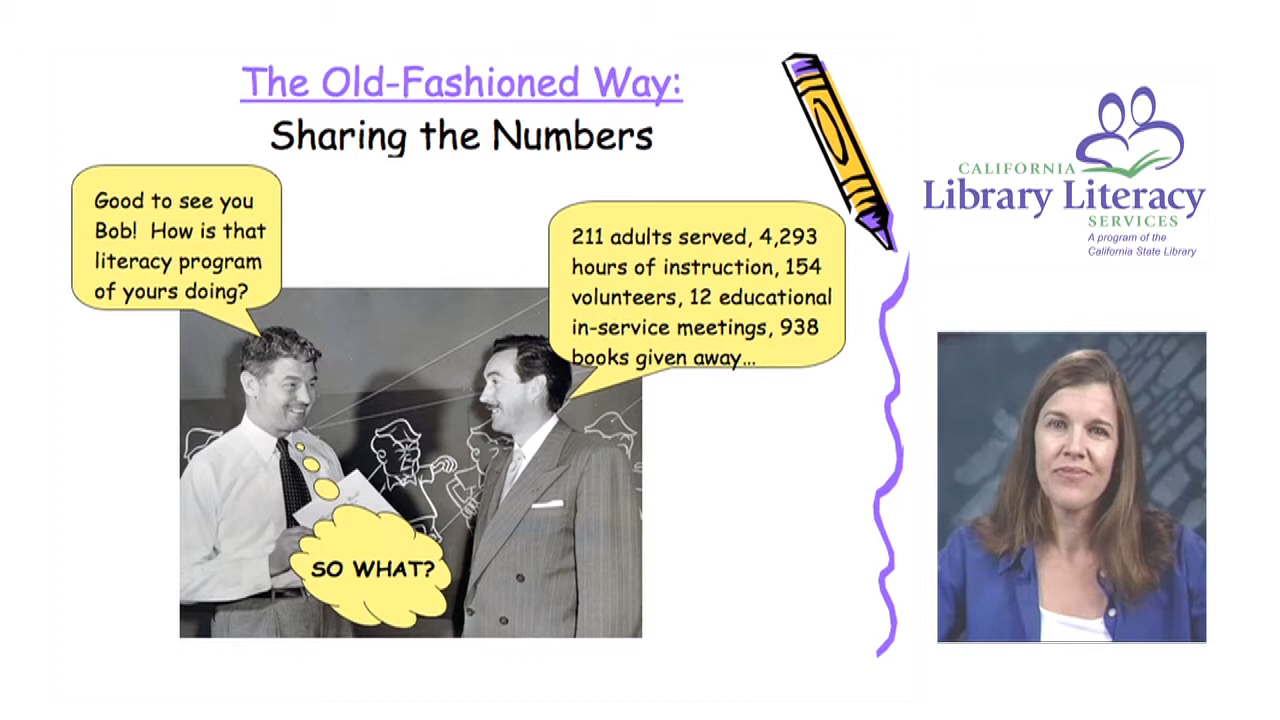 The Old-Fashioned Way:
Sharing the Numbers
Good to see you
Bob! How is that
literacy program
of yours doing?
211 adults served, 4,293
hours of instruction, 154
volunteers, 12 educational
in-service meetings, 938
books given away...
SO WHAT?
CALIFORNIA
Library Literacy
SERVICES
A program of the
California State Library